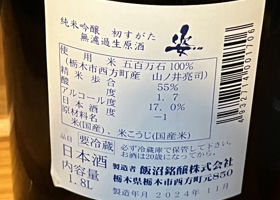 純米吟醸　初すがた
無濾過生原酒
姿
使用米 五百万石100%
(栃木市西方町産　山ノ井亮司)
精米歩合　55%
酸度　1.7
アルコール度　17.0%
日本酒度　-1
原材料名
米(国産)、米こうじ(国産米)
要冷蔵
必ず冷蔵庫で保管して下さい。
お酒は20歳になってから。
日本酒
内容量
1.8L
飯沼銘醸株式会社
栃木県栃木市西方町元850
製造年月 2024年11月